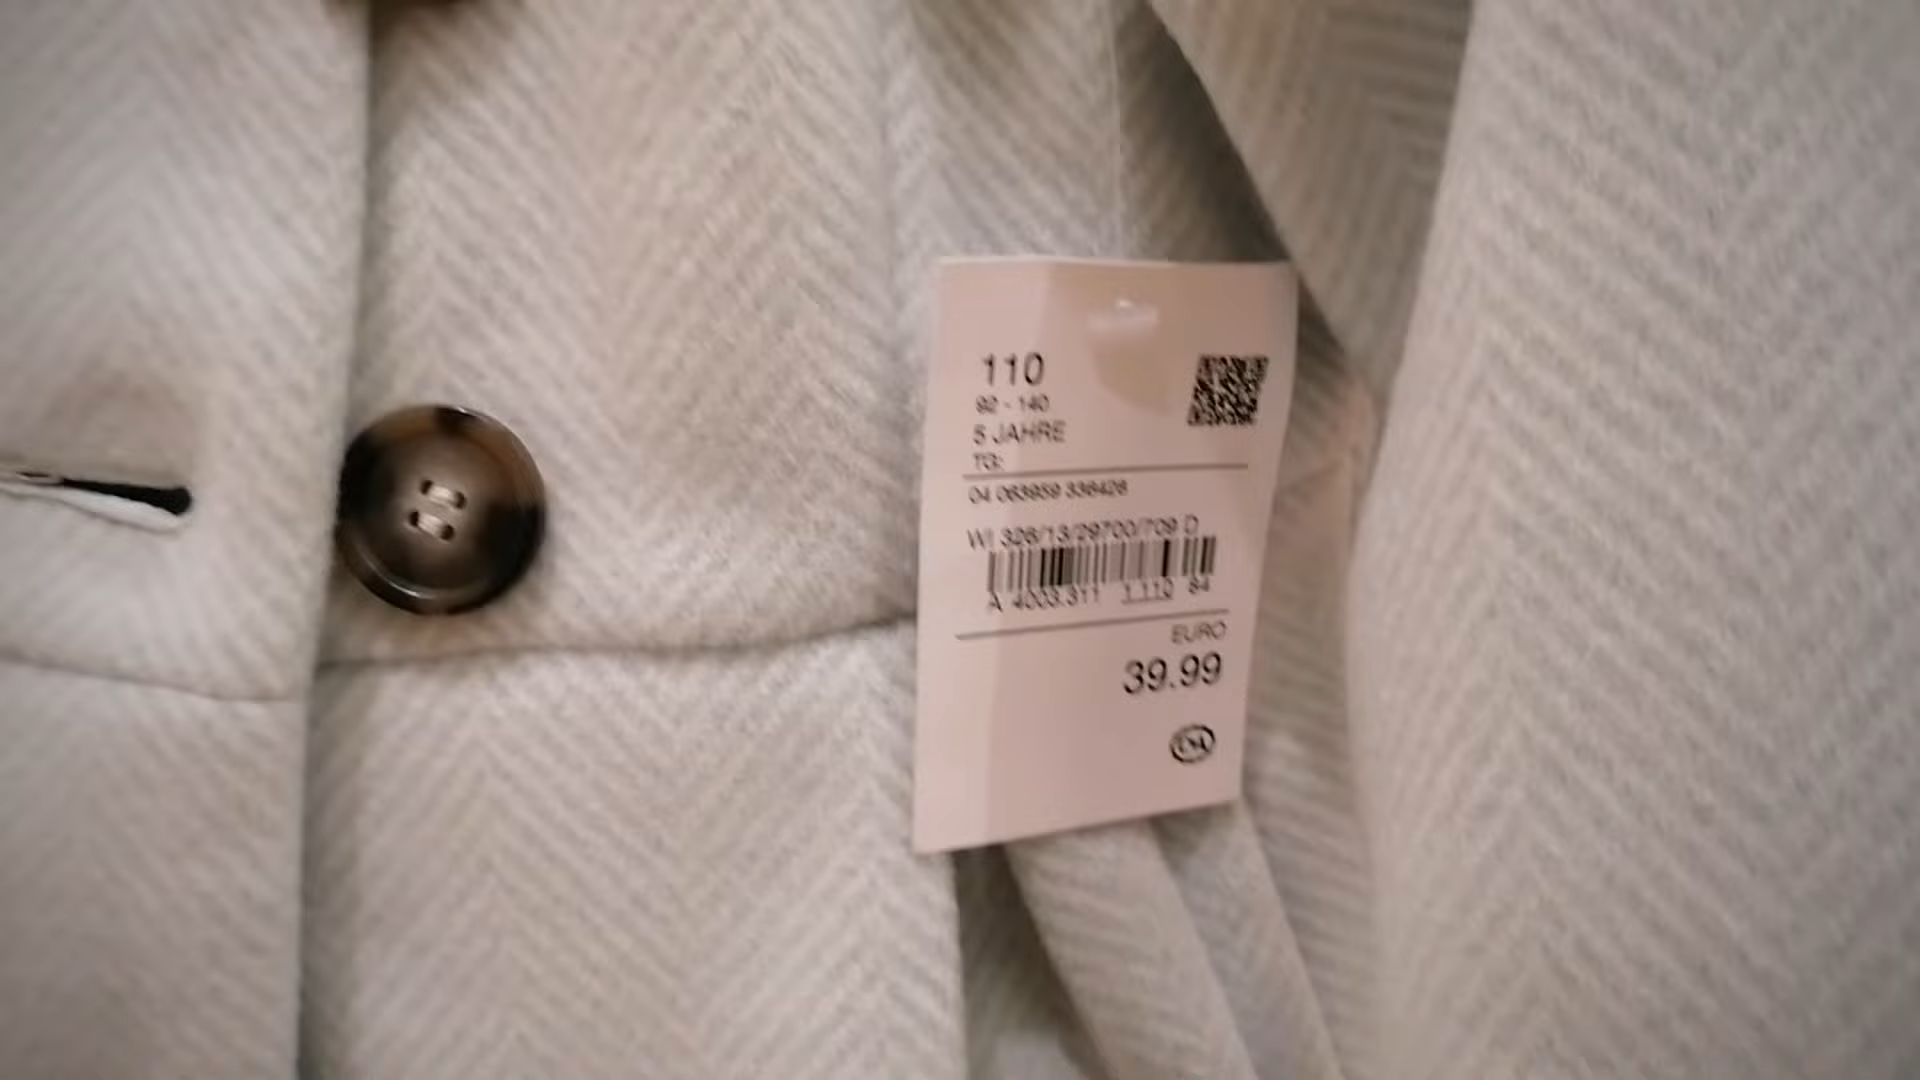 110
92 - 140
5 JAHRE
TG:
04 063959 336426
WI 326/13/29700/709 D
A 4003.311 1 110 84
EURO
39.99
C&A